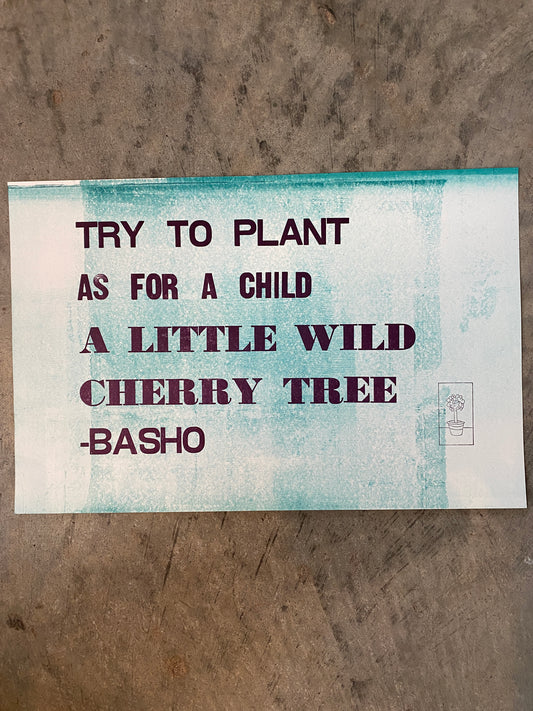 TRY TO PLANT
AS FOR A CHILD
A LITTLE WILD
CHERRY TREE
-BASHO